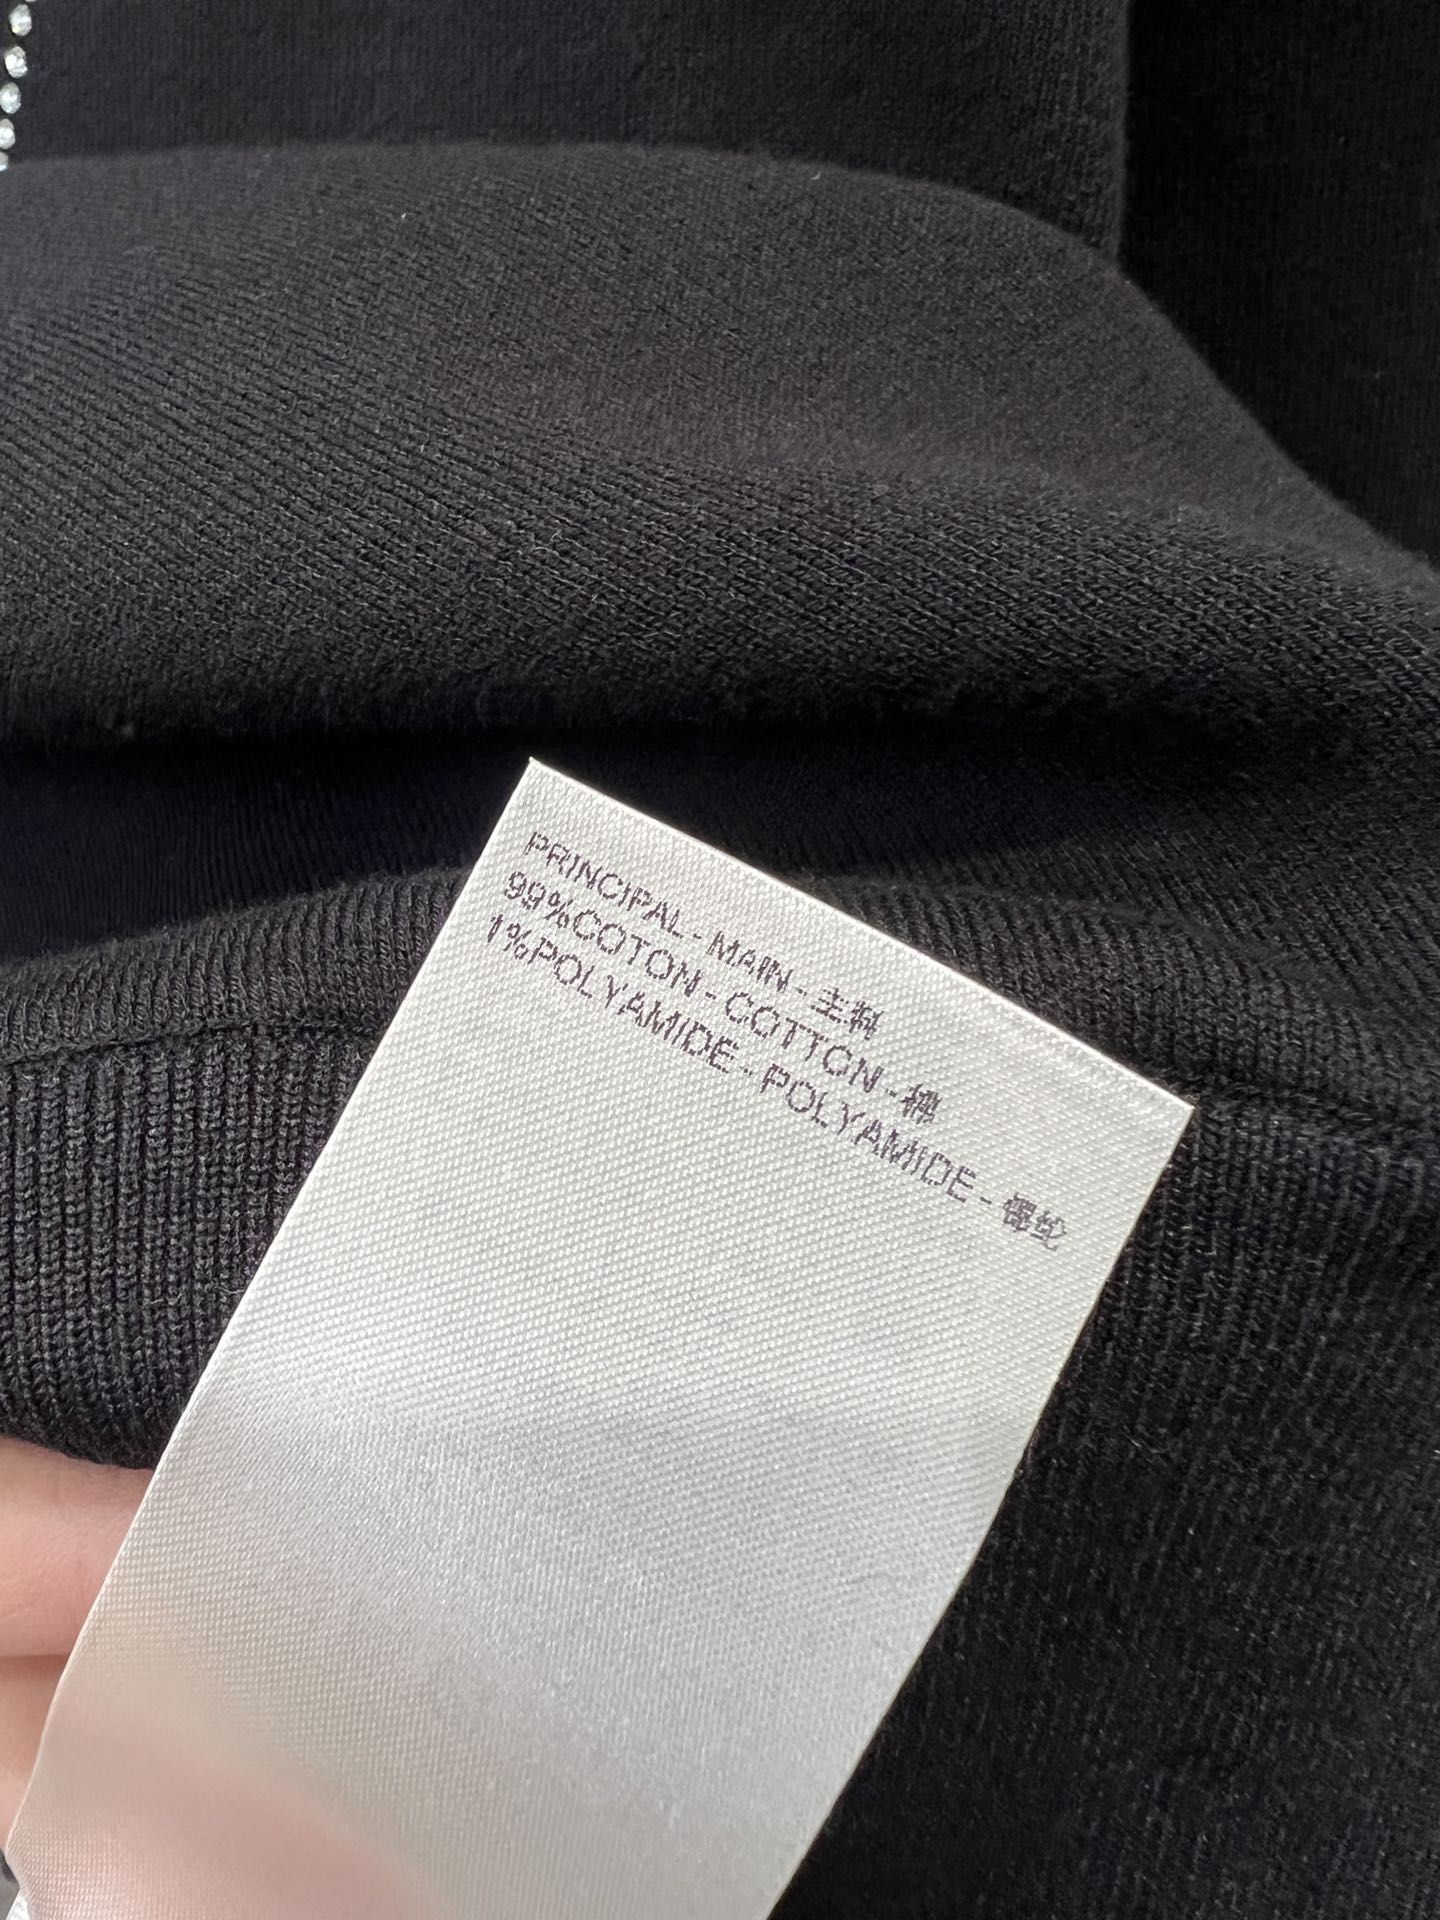 PRINCIPAL - MAIN - 主料
99%COTON - COTTON - 棉
1%POLYAMIDE - POLYAMIDE - 锦纶